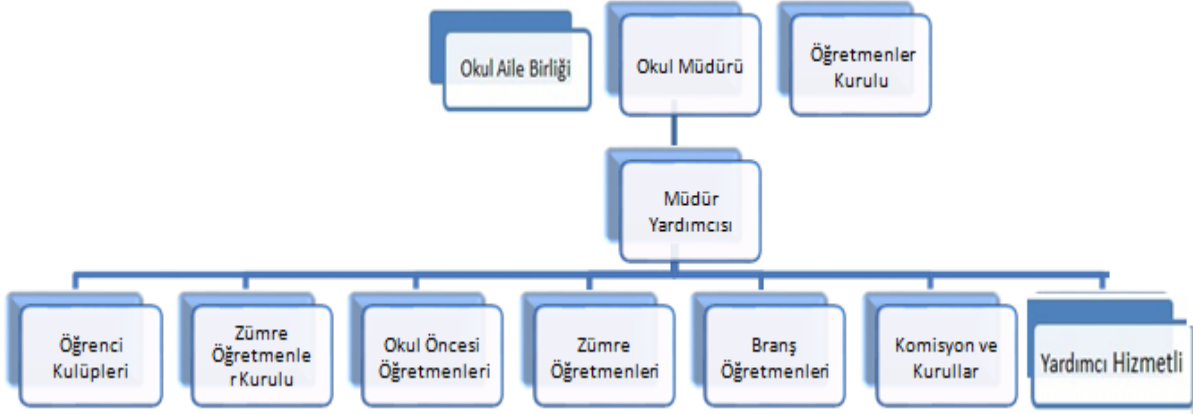 Okul Aile Birliği
Okul Müdürü
Öğretmenler
Kurulu
Müdür
Yardımcısı
Öğrenci
Kulüpleri
Zümre
Öğretmenle
r Kurulu
Okul Öncesi
Öğretmenleri
Zümre
Öğretmenleri
Branş
Öğretmenleri
Komisyon ve
Kurullar
Yardımcı Hizmetli